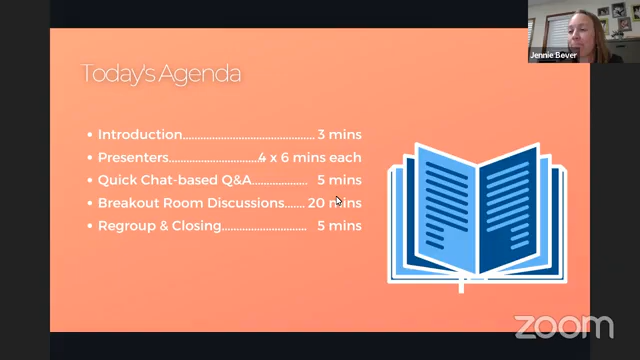 Jennie Bever
Today's Agenda
• Introduction............................................. 3 mins
• Presenters...............................4 x 6 mins each
• Quick Chat-based Q&A................... 5 mins
• Breakout Room Discussions....... 20 mins
• Regroup & Closing............................. 5 mins
zoom